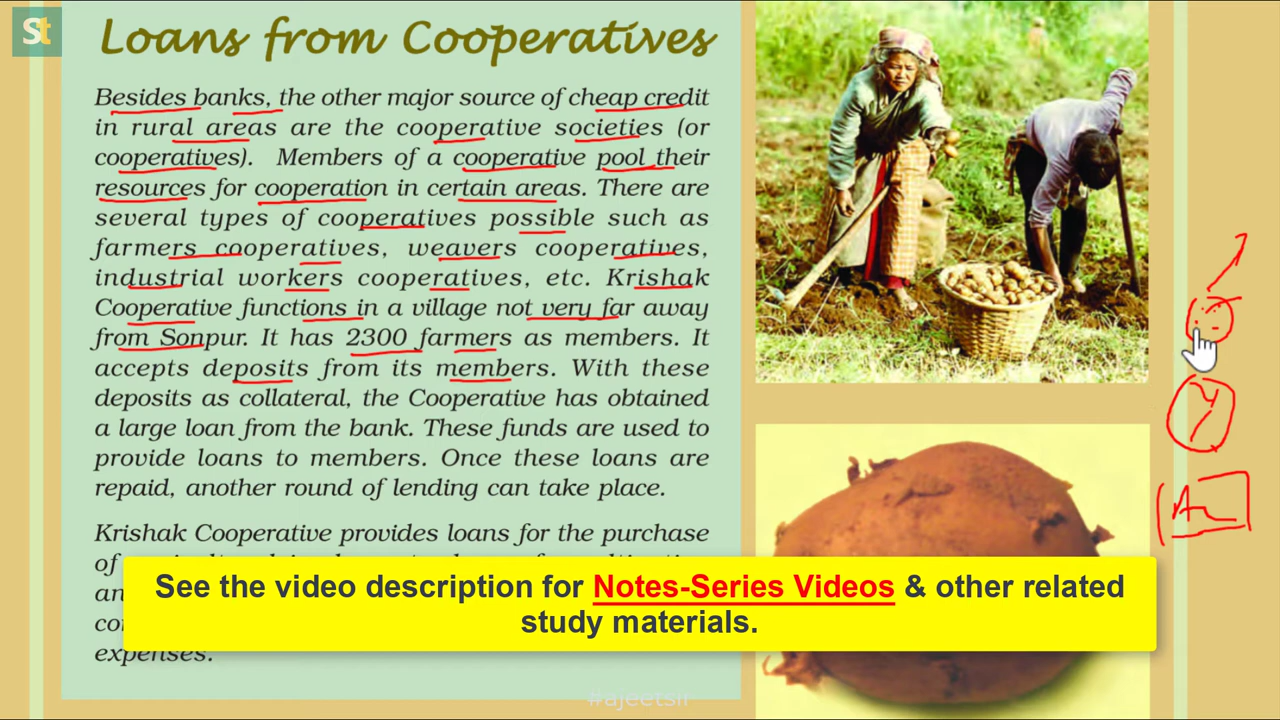 St
Loans from Cooperatives
Besides banks, the other major source of cheap credit
in rural areas are the cooperative societies (or
cooperatives). Members of a cooperative pool their
resources for cooperation in certain areas. There are
several types of cooperatives possible such as
farmers cooperatives, weavers cooperatives,
industrial workers cooperatives, etc. Krishak
Cooperative functions in a village not very far away
from Sonpur. It has 2300 farmers as members. It
accepts deposits from its members. With these
deposits as collateral, the Cooperative has obtained
a large loan from the bank. These funds are used to
provide loans to members. Once these loans are
repaid, another round of lending can take place.
Krishak Cooperative provides loans for the purchase
of
expenses.
See the video description for Notes-Series Videos & other related
study materials.
#ajeetsir